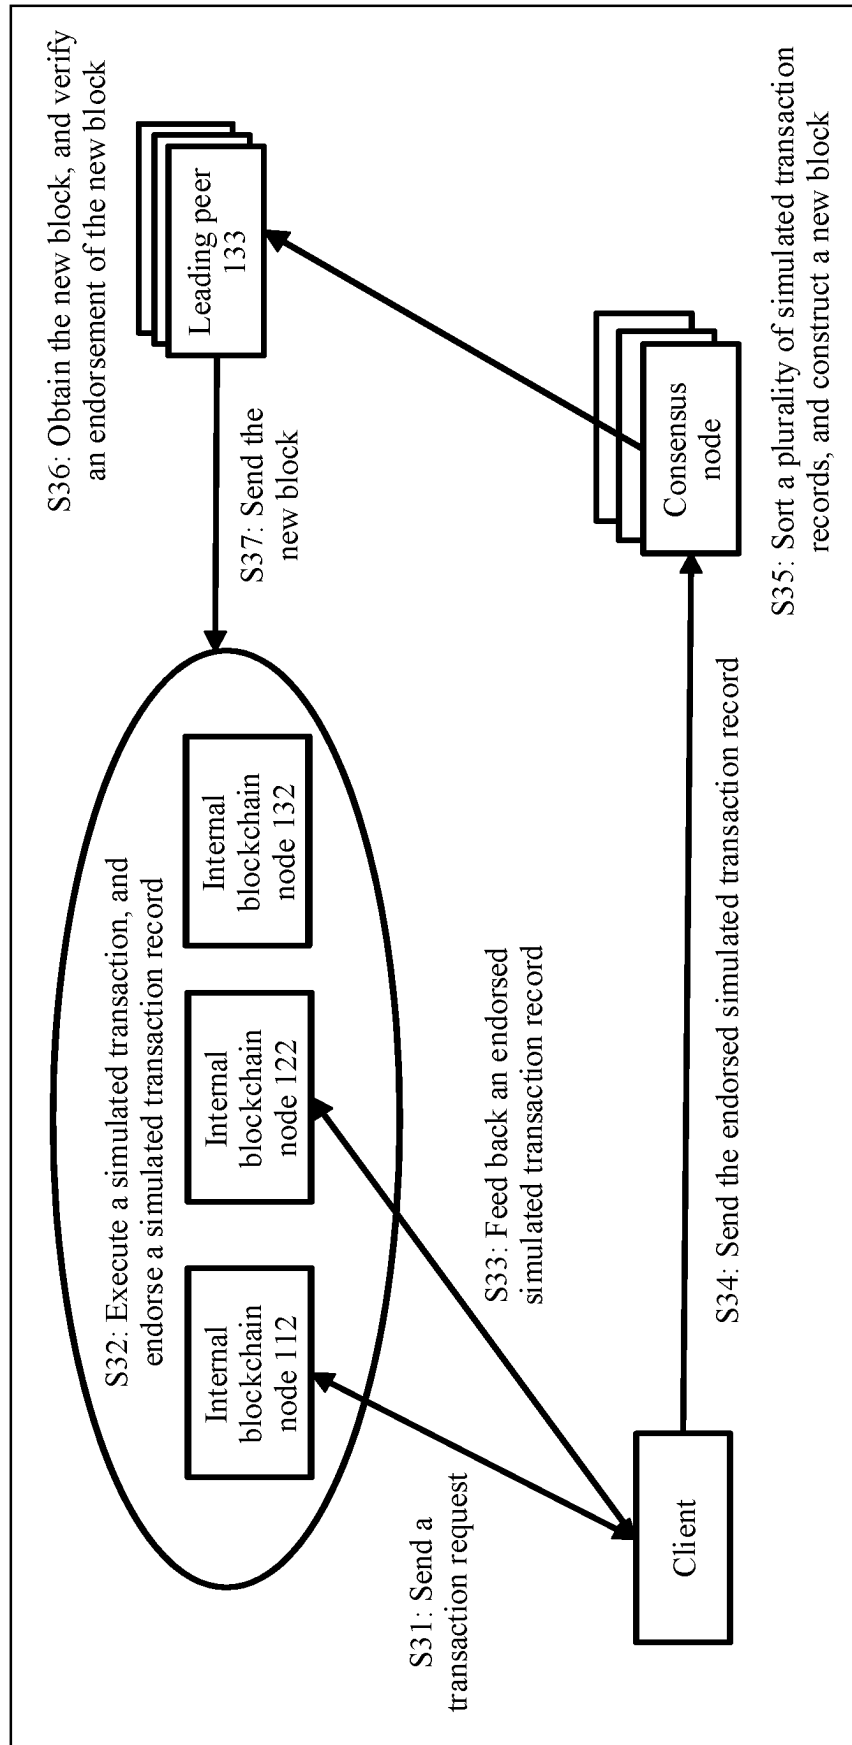 S32: Execute a simulated transaction, and
endorse a simulated transaction record
Internal
blockchain
node 112
Internal
blockchain
node 122
Internal
blockchain
node 132
S36: Obtain the new block, and verify
an endorsement of the new block
Leading peer
133
S37: Send the
new block
S31: Send a
transaction request
S33: Feed back an endorsed
simulated transaction record
Client
S34: Send the endorsed simulated transaction record
Consensus
node
S35: Sort a plurality of simulated transaction
records, and construct a new block